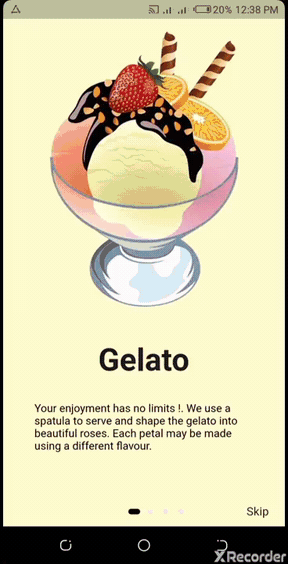 20% 12:38 PM
Gelato
Your enjoyment has no limits !. We use a
spatula to serve and shape the gelato into
beautiful roses. Each petal may be made
using a different flavour.
Skip
XRecorder